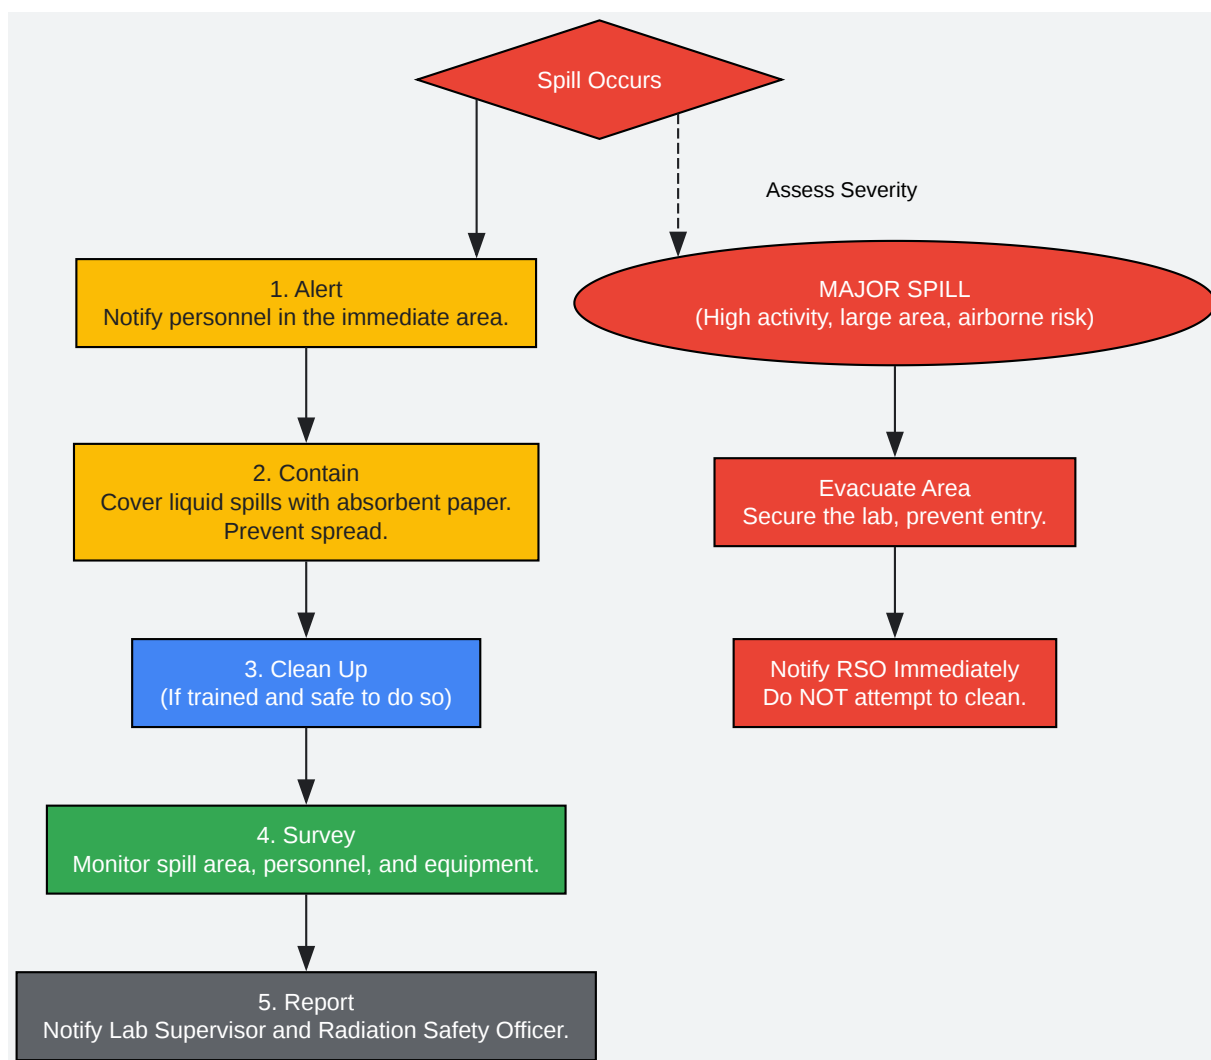 Spill Occurs
Assess Severity
1. Alert
Notify personnel in the immediate area.
MAJOR SPILL
(High activity, large area, airborne risk)
2. Contain
Cover liquid spills with absorbent paper.
Prevent spread.
Evacuate Area
Secure the lab, prevent entry.
3. Clean Up
(If trained and safe to do so)
Notify RSO Immediately
Do NOT attempt to clean.
4. Survey
Monitor spill area, personnel, and equipment.
5. Report
Notify Lab Supervisor and Radiation Safety Officer.